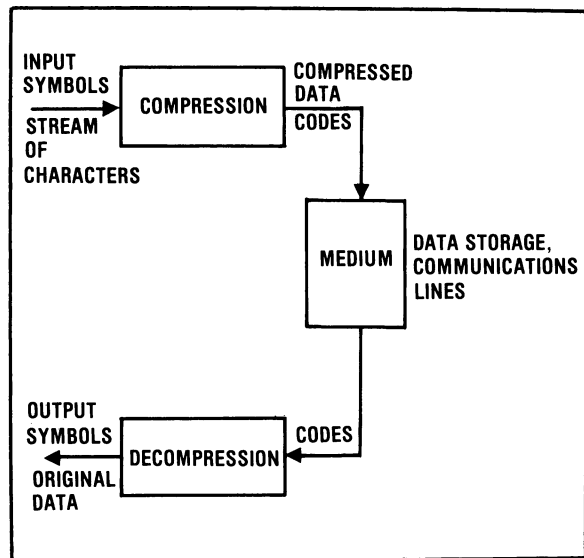 INPUT
SYMBOLS
STREAM
OF
CHARACTERS
COMPRESSION
COMPRESSED
DATA
CODES
MEDIUM
DATA STORAGE,
COMMUNICATIONS
LINES
CODES
DECOMPRESSION
OUTPUT
SYMBOLS
ORIGINAL
DATA